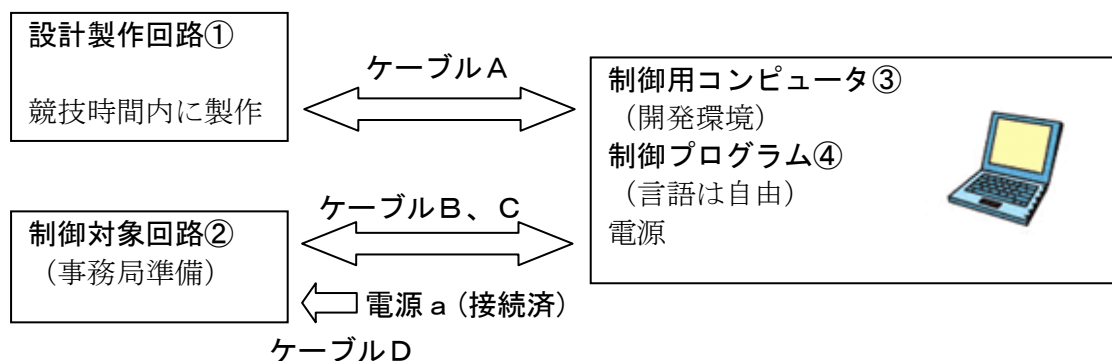 設計製作回路①
競技時間内に製作
ケーブルA
制御用コンピュータ③
（開発環境）
制御プログラム④
（言語は自由）
電源
制御対象回路②
（事務局準備）
ケーブルB、C
電源a（接続済）
ケーブルD